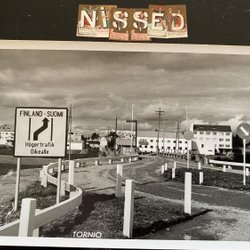 NISSED
FINLAND - SUOMI
Högertrafik
Oikealle
TORNIO